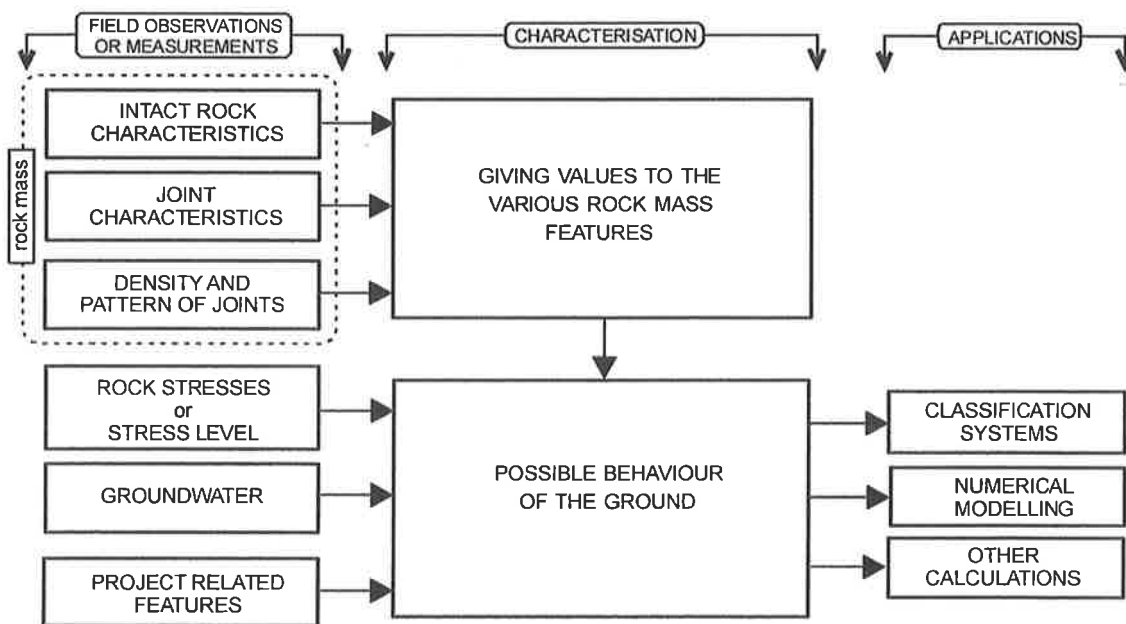 FIELD OBSERVATIONS
OR MEASUREMENTS
CHARACTERISATION
APPLICATIONS
rock mass
INTACT ROCK
CHARACTERISTICS
JOINT
CHARACTERISTICS
DENSITY AND
PATTERN OF JOINTS
GIVING VALUES TO THE
VARIOUS ROCK MASS
FEATURES
ROCK STRESSES
or
STRESS LEVEL
GROUNDWATER
PROJECT RELATED
FEATURES
POSSIBLE BEHAVIOUR
OF THE GROUND
CLASSIFICATION
SYSTEMS
NUMERICAL
MODELLING
OTHER
CALCULATIONS